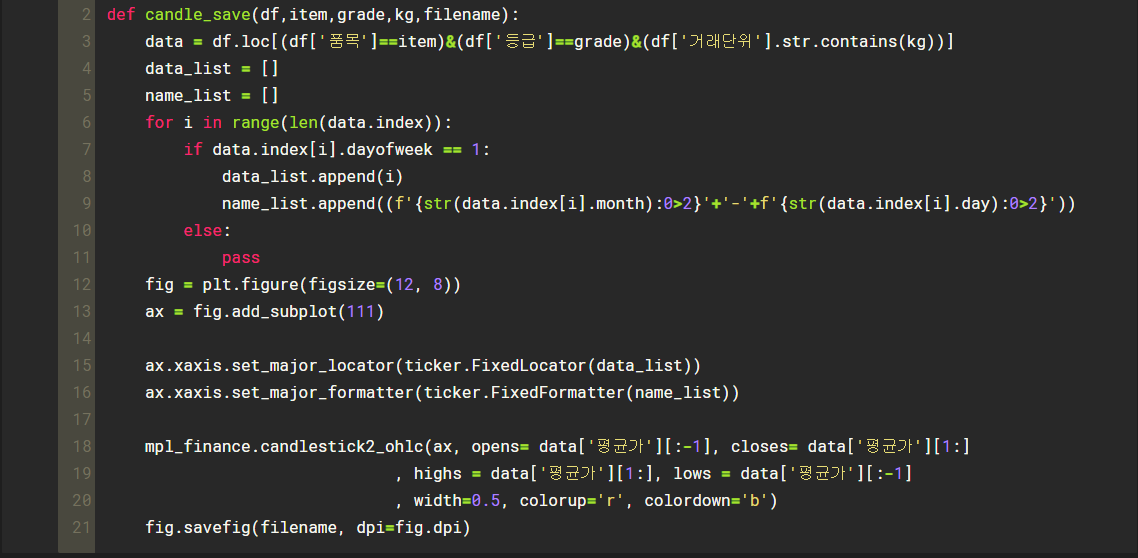 2 def candle_save(df,item,grade,kg,filename):
3     data = df.loc[(df['품목']==item)&(df['등급']==grade)&(df['거래단위'].str.contains(kg))]
4     data_list = []
5     name_list = []
6     for i in range(len(data.index)):
7         if data.index[i].dayofweek == 1:
8             data_list.append(i)
9             name_list.append((f'{str(data.index[i].month):0>2}'+'-'+f'{str(data.index[i].day):0>2}'))
10         else:
11             pass
12     fig = plt.figure(figsize=(12, 8))
13     ax = fig.add_subplot(111)
14
15     ax.xaxis.set_major_locator(ticker.FixedLocator(data_list))
16     ax.xaxis.set_major_formatter(ticker.FixedFormatter(name_list))
17
18     mpl_finance.candlestick2_ohlc(ax, opens= data['평균가'][:-1], closes= data['평균가'][1:]
19                               , highs = data['평균가'][1:], lows = data['평균가'][:-1]
20                               , width=0.5, colorup='r', colordown='b')
21     fig.savefig(filename, dpi=fig.dpi)